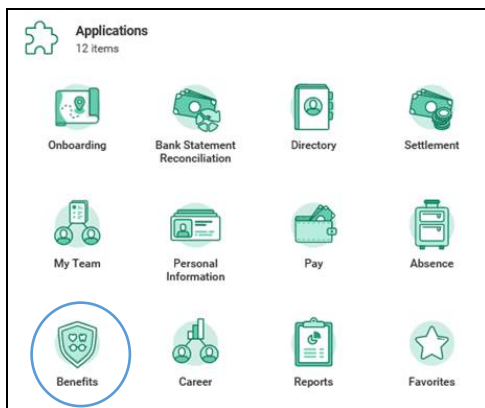 Applications
12 items
Onboarding
Bank Statement
Reconciliation
Directory
Settlement
My Team
Personal
Information
Pay
Absence
Benefits
Career
Reports
Favorites